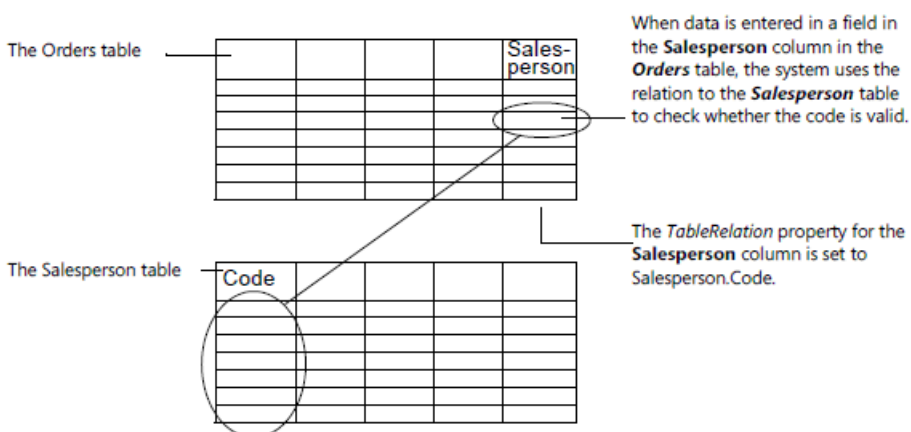 The Orders table
Sales-
person
When data is entered in a field in
the Salesperson column in the
Orders table, the system uses the
relation to the Salesperson table
to check whether the code is valid.
The TableRelation property for the
Salesperson column is set to
Salesperson.Code.
The Salesperson table
Code